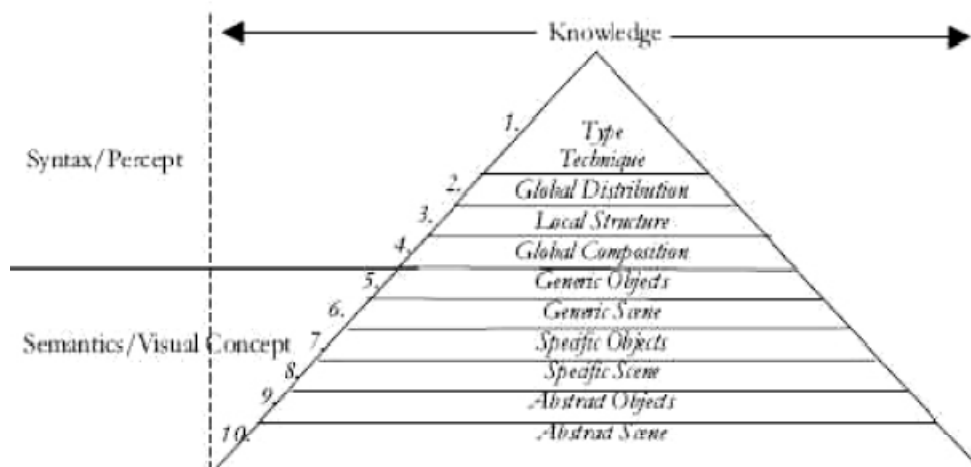 Knowledge
1.
Type
Syntax/Percept
Technique
2.
Global Distribution
3.
Local Structure
4.
Global Composition
5.
Generic Objects
6.
Generic Scene
Semantics/Visual Concept
7.
Specific Objects
8.
Specific Scene
9.
Abstract Objects
10.
Abstract Scene